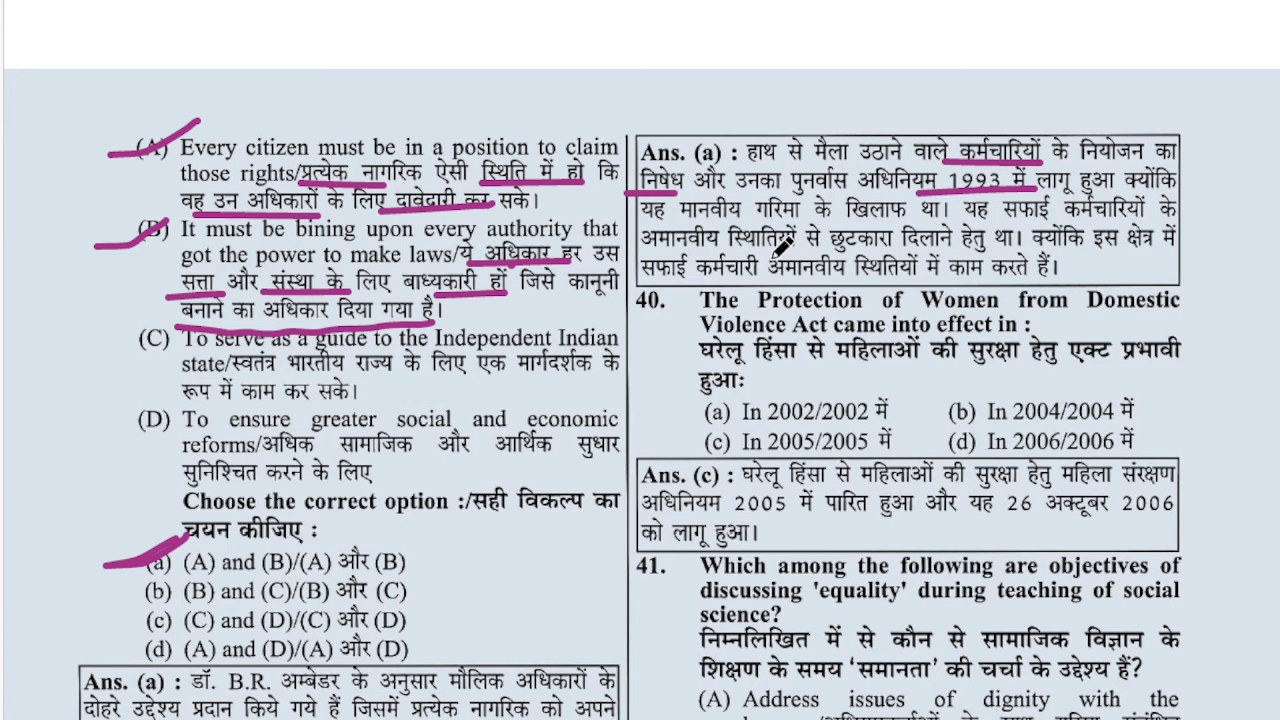 (A) Every citizen must be in a position to claim
those rights/प्रत्येक नागरिक ऐसी स्थिति में हो कि
वह उन अधिकारों के लिए दावेदारी कर सके।
(B) It must be bining upon every authority that
got the power to make laws/ये अधिकार हर उस
सत्ता और संस्था के लिए बाध्यकारी हों जिसे कानूनी
बनाने का अधिकार दिया गया है।
(C) To serve as a guide to the Independent Indian
state/स्वतंत्र भारतीय राज्य के लिए एक मार्गदर्शक के
रूप में काम कर सके।
(D) To ensure greater social and economic
reforms/अधिक सामाजिक और आर्थिक सुधार
सुनिश्चित करने के लिए
Choose the correct option :/सही विकल्प का
चयन कीजिए :
(a) (A) and (B)/(A) और (B)
(b) (B) and (C)/(B) और (C)
(c) (C) and (D)/(C) और (D)
(d) (A) and (D)/(A) और (D)
Ans. (a) : डॉ. B.R. अम्बेडर के अनुसार मौलिक अधिकारों के
दोहरे उद्देश्य प्रदान किये गये हैं जिसमें प्रत्येक नागरिक को अपने
Ans. (a) : हाथ से मैला उठाने वाले कर्मचारियों के नियोजन का
निषेध और उनका पुनर्वास अधिनियम 1993 में लागू हुआ क्योंकि
यह मानवीय गरिमा के खिलाफ था। यह सफाई कर्मचारियों के
अमानवीय स्थितियों से छुटकारा दिलाने हेतु था। क्योंकि इस क्षेत्र में
सफाई कर्मचारी अमानवीय स्थितियों में काम करते हैं।
40. The Protection of Women from Domestic
Violence Act came into effect in :
घरेलू हिंसा से महिलाओं की सुरक्षा हेतु एक्ट प्रभावी
हुआः
(a) In 2002/2002 में (b) In 2004/2004 में
(c) In 2005/2005 में (d) In 2006/2006 में
Ans. (c) : घरेलू हिंसा से महिलाओं की सुरक्षा हेतु महिला संरक्षण
अधिनियम 2005 में पारित हुआ और यह 26 अक्टूबर 2006
को लागू हुआ।
41. Which among the following are objectives of
discussing 'equality' during teaching of social
science?
निम्नलिखित में से कौन से सामाजिक विज्ञान के
शिक्षण के समय 'समानता' की चर्चा के उद्देश्य हैं?
(A) Address issues of dignity with the